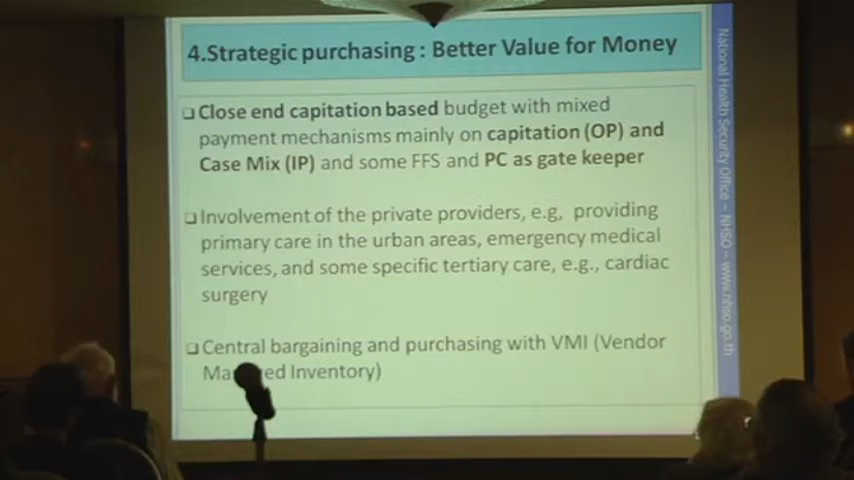 4.Strategic purchasing : Better Value for Money
Close end capitation based budget with mixed
payment mechanisms mainly on capitation (OP) and
Case Mix (IP) and some FFS and PC as gate keeper
Involvement of the private providers, e.g, providing
primary care in the urban areas, emergency medical
services, and some specific tertiary care, e.g., cardiac
surgery
Central bargaining and purchasing with VMI (Vendor
Inventory)
National Health Security Office – NHSO – www.nhso.go.th